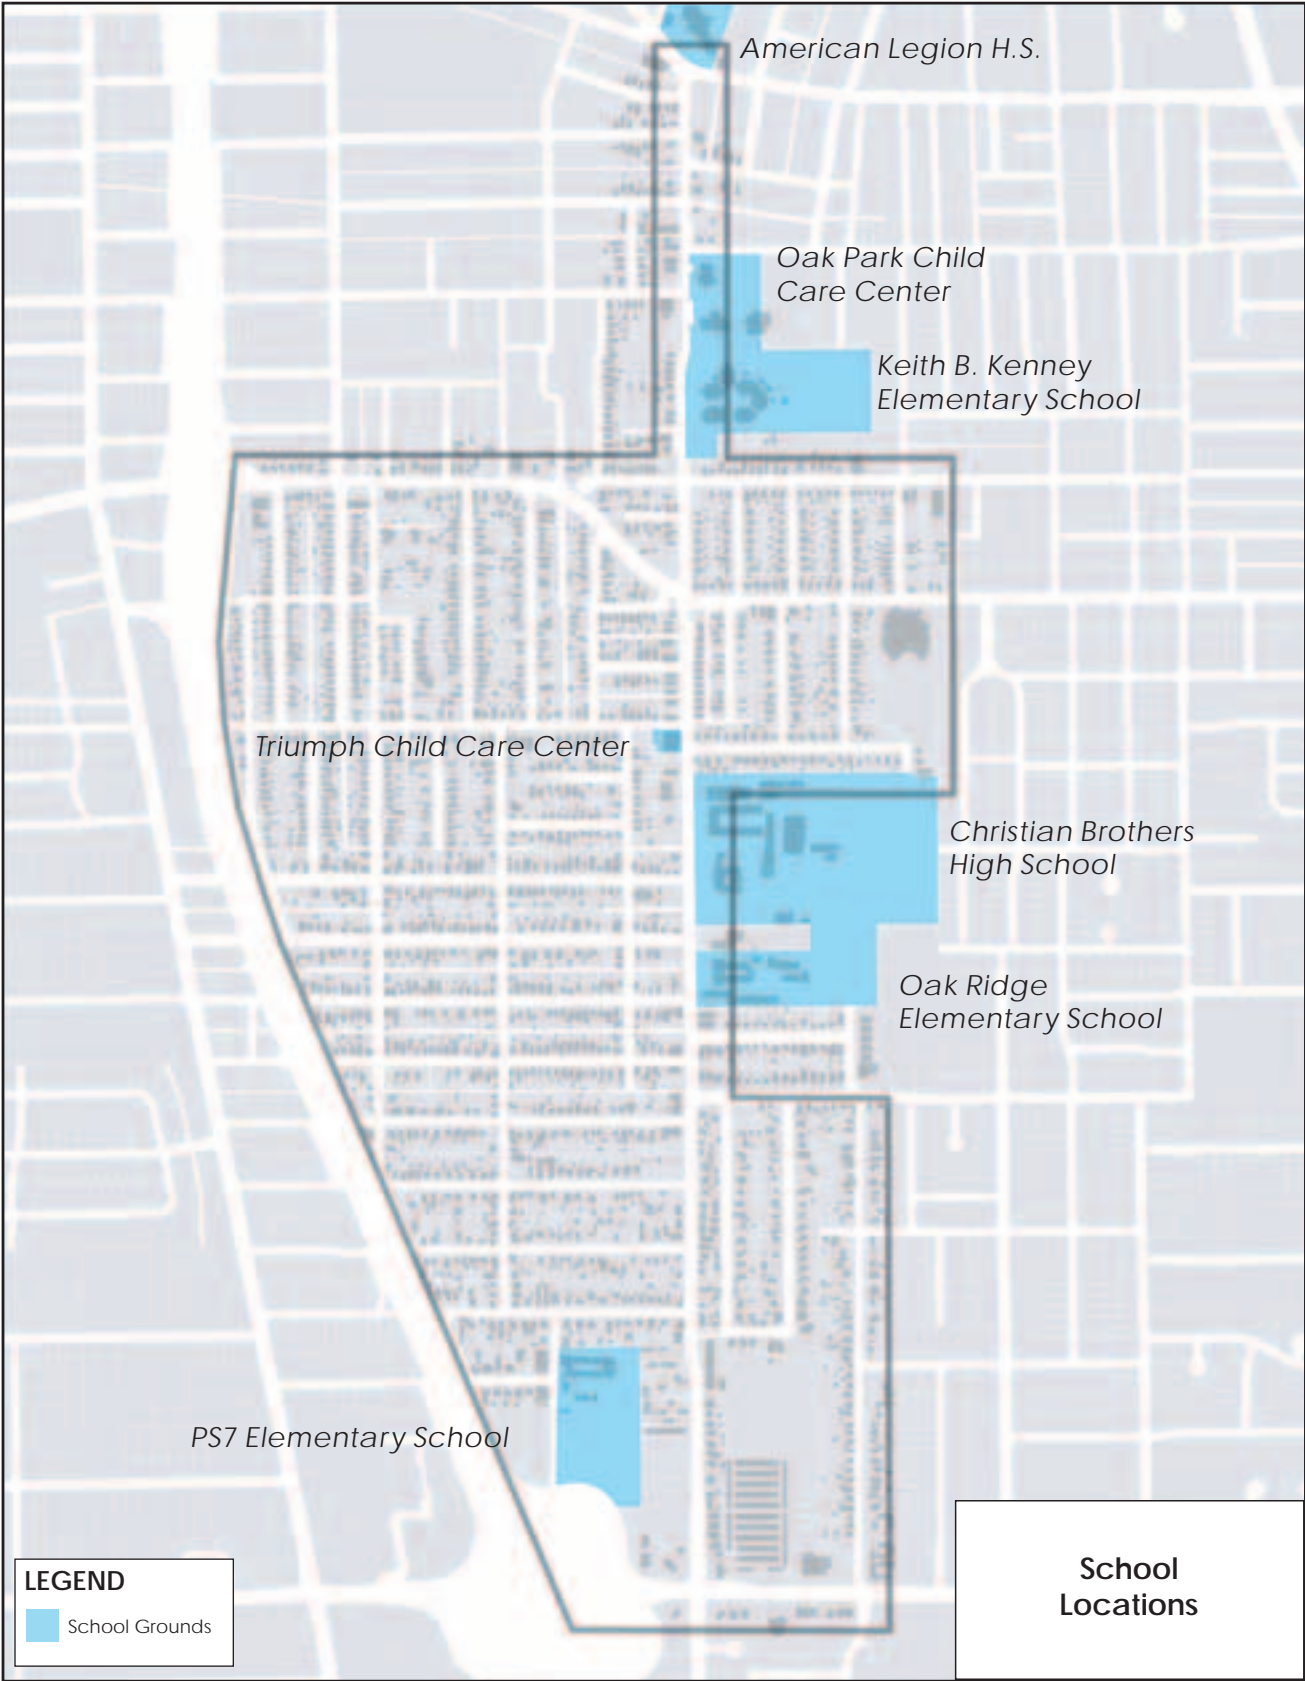 American Legion H.S.
Oak Park Child
Care Center
Keith B. Kenney
Elementary School
Triumph Child Care Center
Christian Brothers
High School
Oak Ridge
Elementary School
PS7 Elementary School
LEGEND
School Grounds
School
Locations